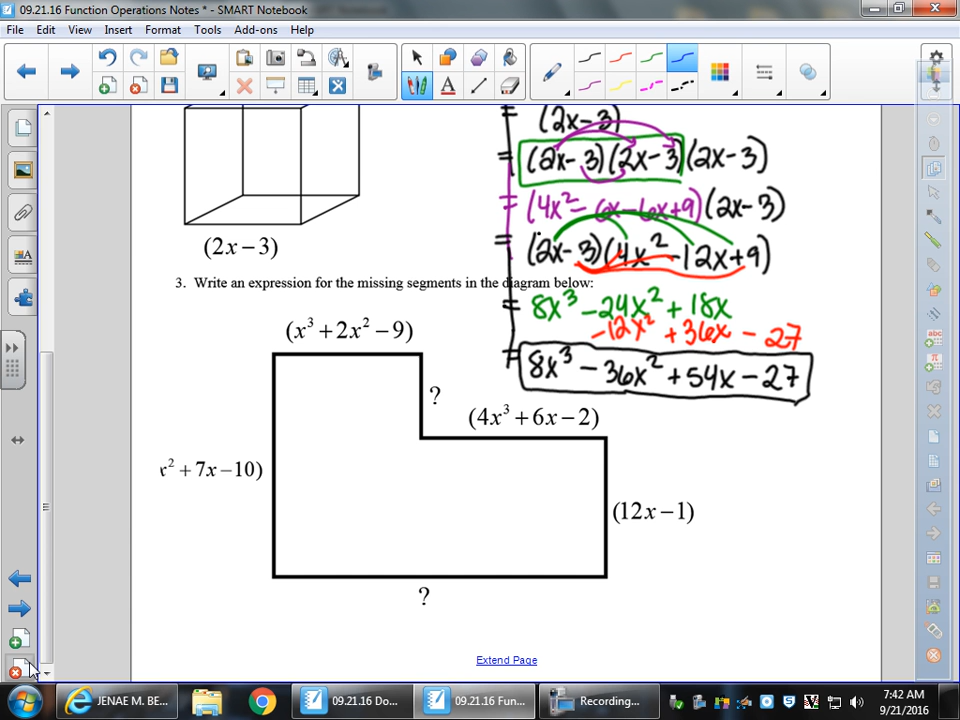 09.21.16 Function Operations Notes * - SMART Notebook
File Edit View Insert Format Tools Add-ons Help
= (2x-3)
= (2x-3)(2x-3)(2x-3)
= (4x²-6x-6x+9)(2x-3)
= (2x-3)(4x²-12x+9)
(2x − 3)
3. Write an expression for the missing segments in the diagram below:
= 8x³ -24x² + 18x
-12x² + 36x - 27
= 8x³ - 36x² + 54x - 27
(x³ + 2x² − 9)
?
(4x³ + 6x − 2)
x² + 7x − 10)
(12x − 1)
?
Extend Page
JENAE M. BE...
09.21.16 Do...
09.21.16 Fun...
Recording...
7:42 AM
9/21/2016